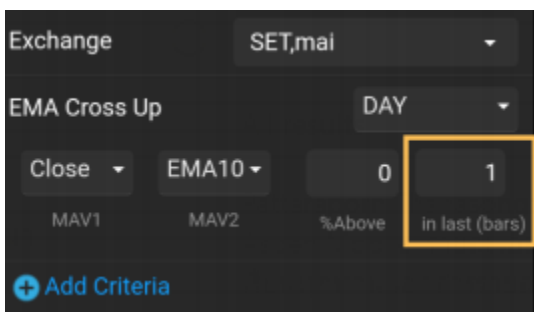 Exchange SET,mai
EMA Cross Up DAY
Close EMA10 0 1
MAV1 MAV2 %Above in last (bars)
Add Criteria